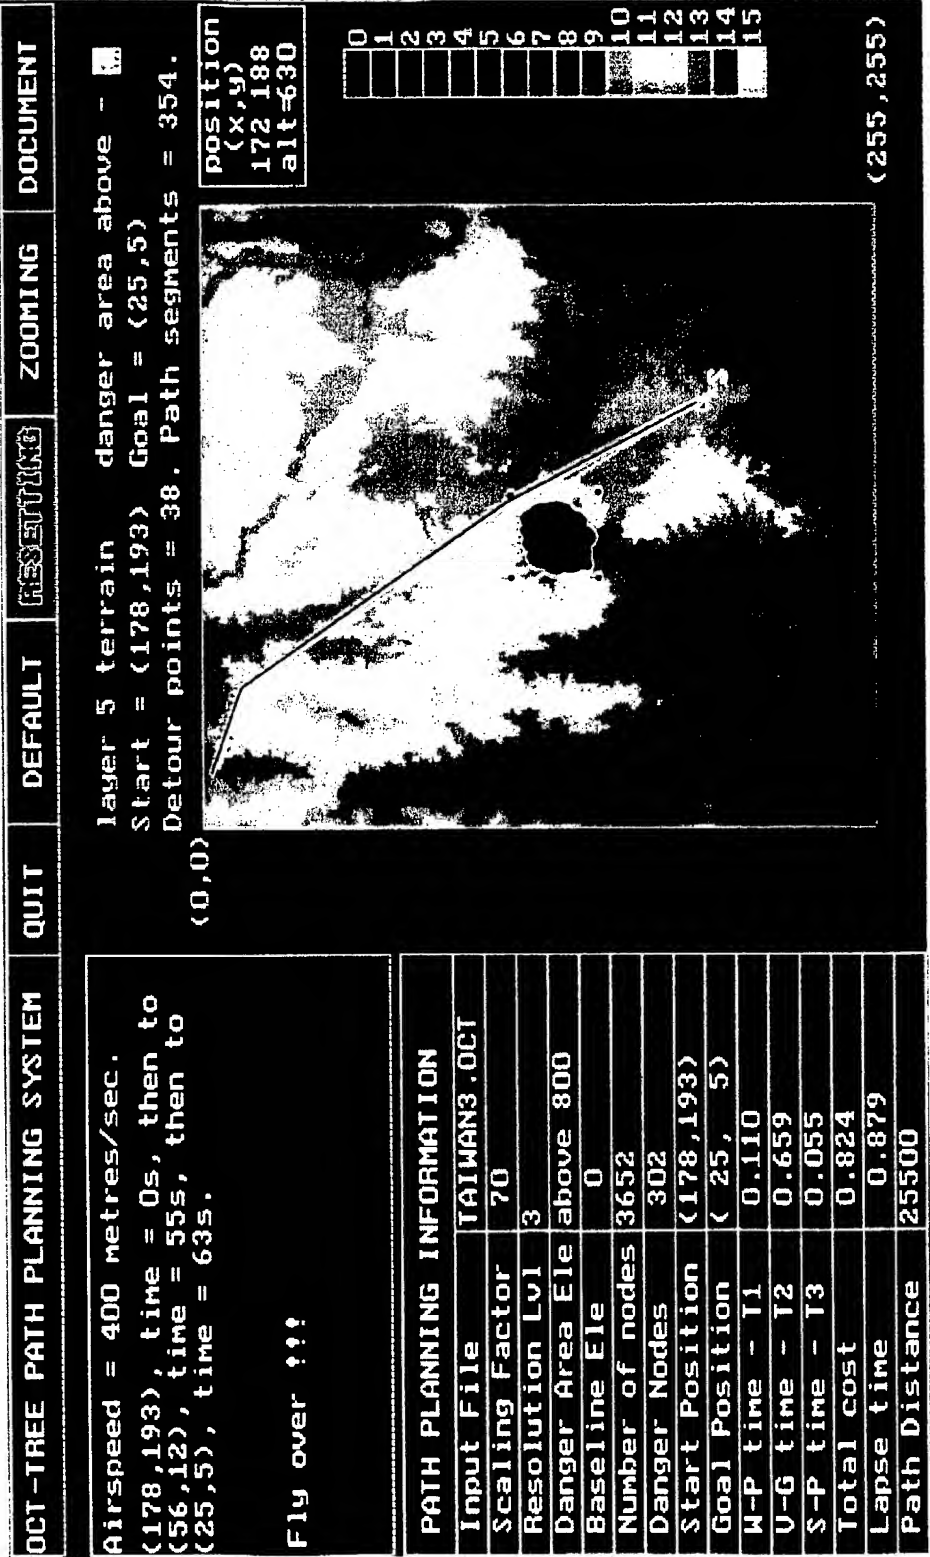 OCT-TREE PATH PLANNING SYSTEM QUIT DEFAULT RESETTING ZOOMING DOCUMENT
Airspeed = 400 metres/sec.
(178,193), time = 0s, then to
(56,12), time = 55s, then to
(25,5), time = 63s.
Fly over !!!
PATH PLANNING INFORMATION
Input File TAIWAN3.OCT
Scaling Factor 70
Resolution Lvl 3
Danger Area Ele above 800
Baseline Ele 0
Number of nodes 3652
Danger Nodes 302
Start Position (178,193)
Goal Position ( 25, 5)
W-P time - T1 0.110
V-G time - T2 0.659
S-P time - T3 0.055
Total cost 0.824
Lapse time 0.879
Path Distance 25500
layer 5 terrain danger area above -
Start = (178,193) Goal = (25,5)
Detour points = 38. Path segments = 354.
(0,0)
S
position
(x,y)
172 188
alt=630
0
1
2
3
4
5
6
7
8
9
10
11
12
13
14
15
(255,255)